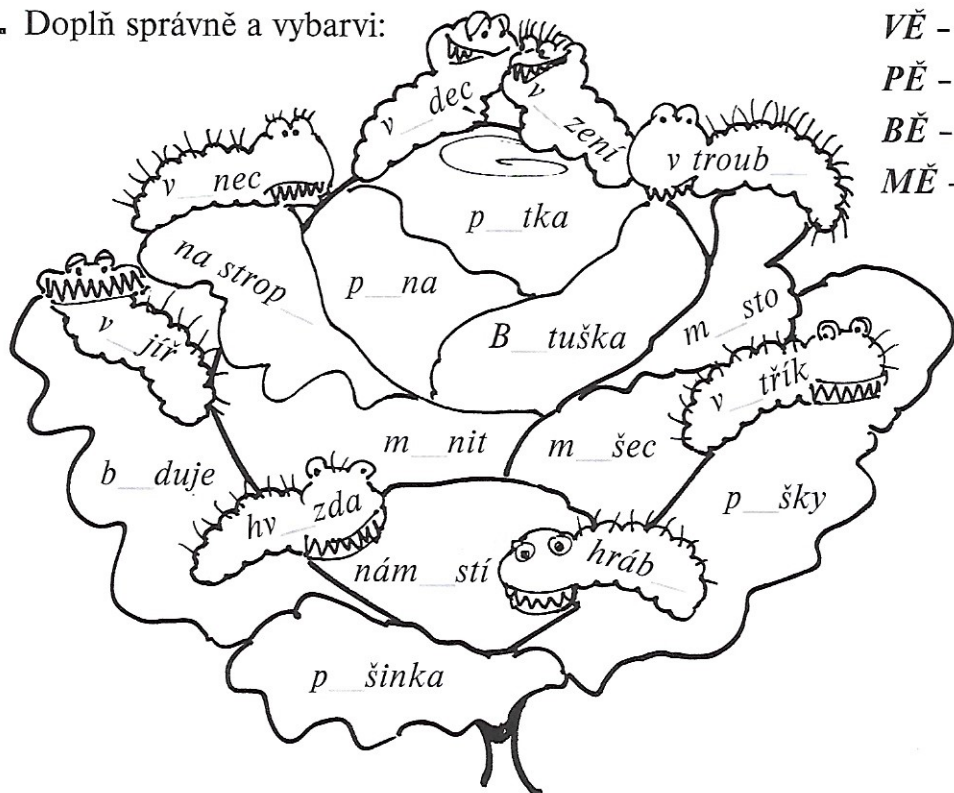 Doplň správně a vybarvi:
VĚ –
PĚ –
BĚ –
MĚ –
v__dec
v__zení
v__nec
v troub__
p__tka
na strop__
p__na
B__tuška
m__sto
v__jíř
v__třík
m__nit
m__šec
b__duje
p__šky
hv__zda
nám__stí
hráb__
p__šinka